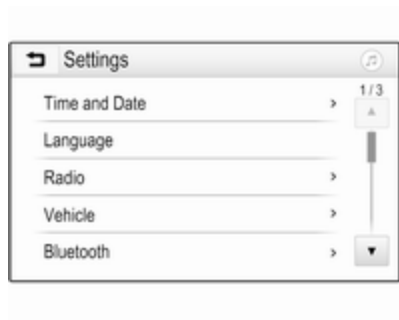 Settings
1/3
Time and Date
Language
Radio
Vehicle
Bluetooth